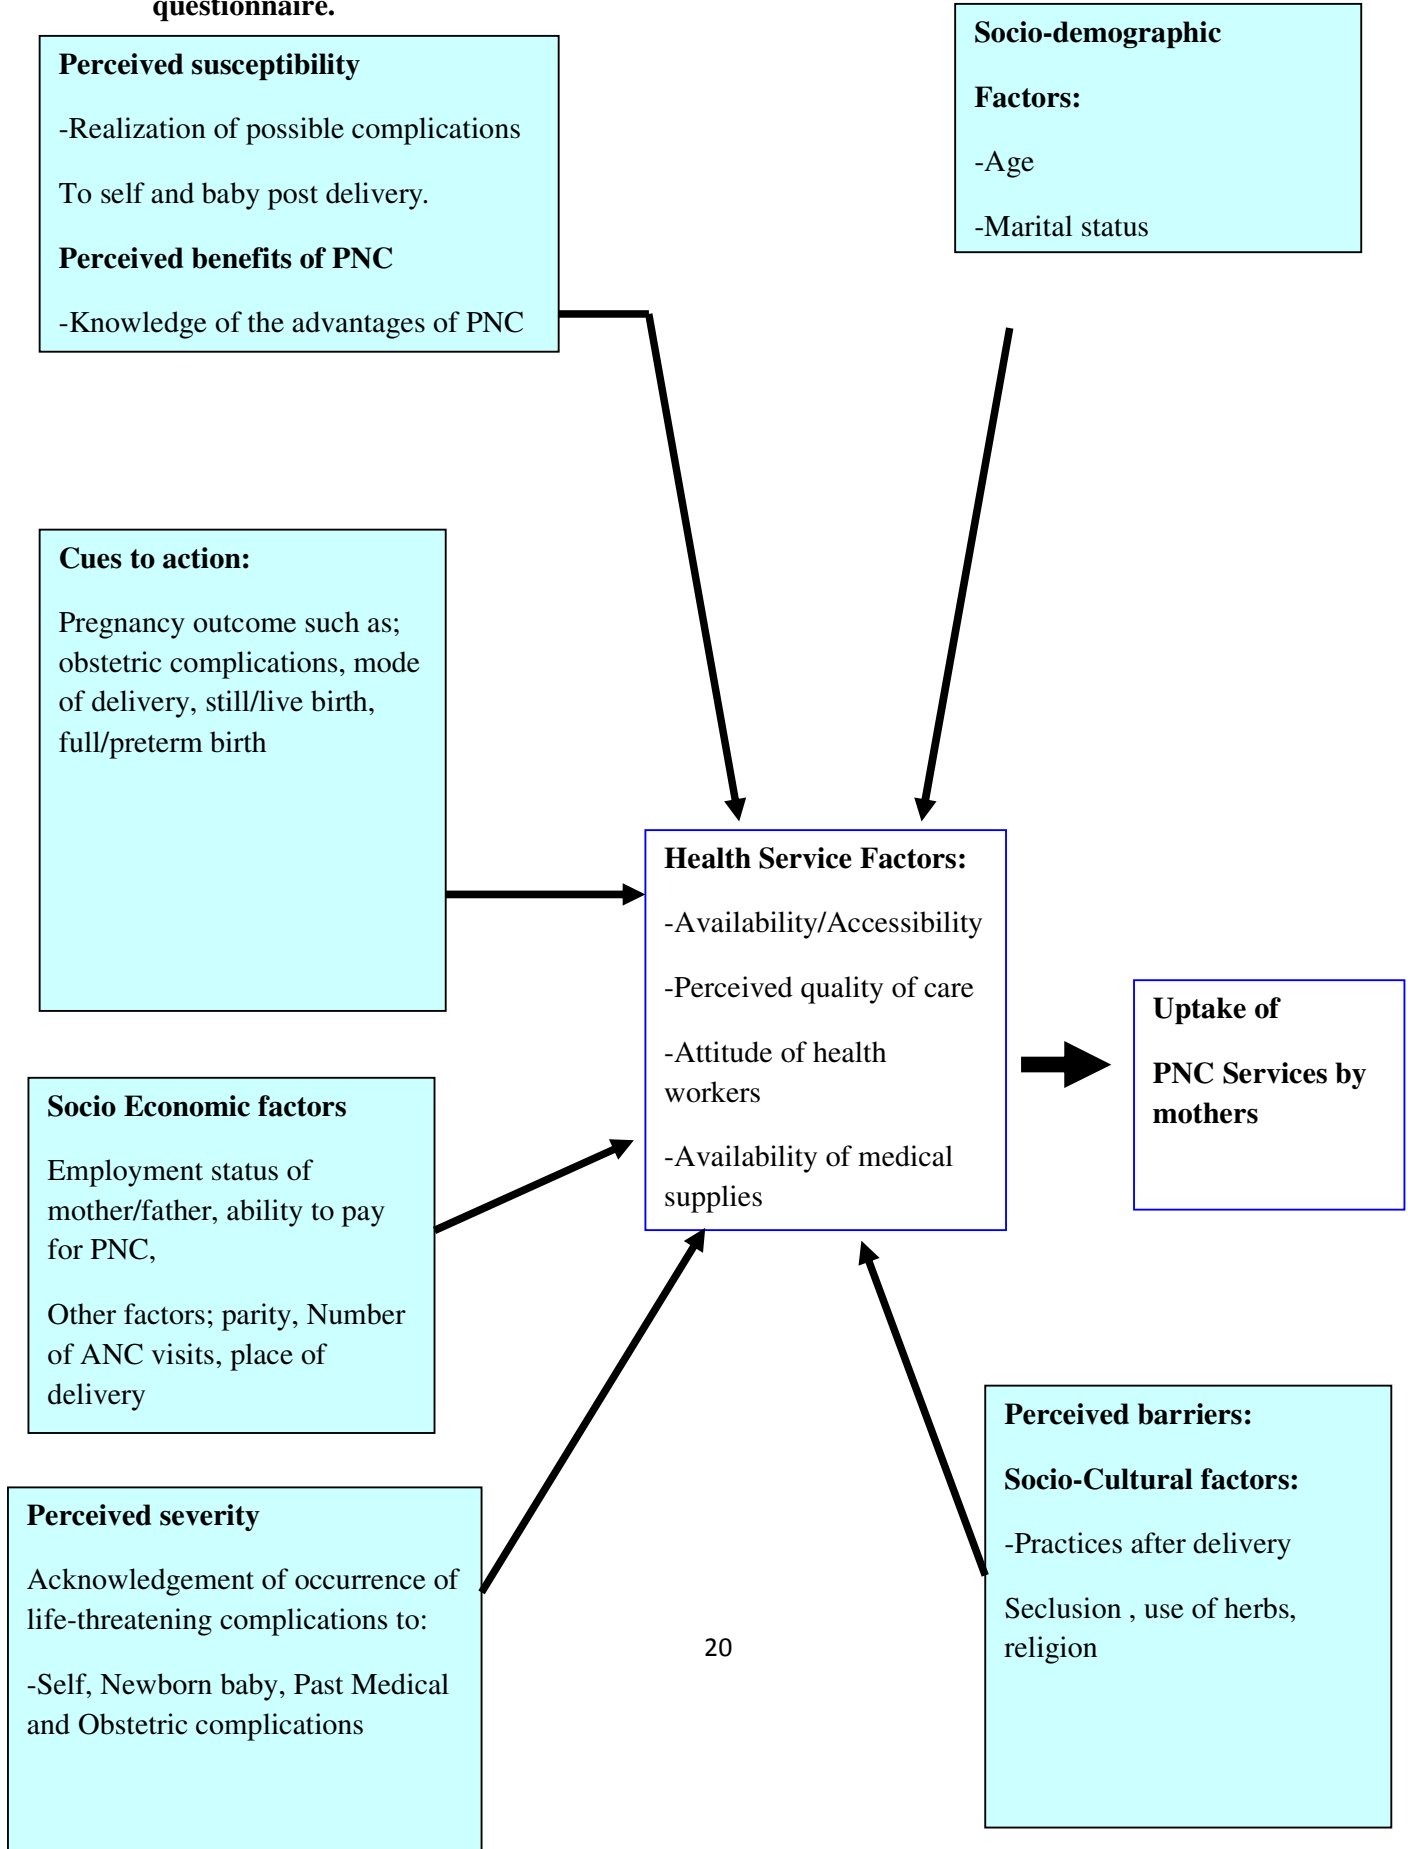 questionnaire.
Perceived susceptibility
-Realization of possible complications
To self and baby post delivery.
Perceived benefits of PNC
-Knowledge of the advantages of PNC
Socio-demographic
Factors:
-Age
-Marital status
Cues to action:
Pregnancy outcome such as;
obstetric complications, mode
of delivery, still/live birth,
full/preterm birth
Health Service Factors:
-Availability/Accessibility
-Perceived quality of care
-Attitude of health
workers
-Availability of medical
supplies
Uptake of
PNC Services by
mothers
Socio Economic factors
Employment status of
mother/father, ability to pay
for PNC,
Other factors; parity, Number
of ANC visits, place of
delivery
Perceived severity
Acknowledgement of occurrence of
life-threatening complications to:
-Self, Newborn baby, Past Medical
and Obstetric complications
Perceived barriers:
Socio-Cultural factors:
-Practices after delivery
Seclusion , use of herbs,
religion
20